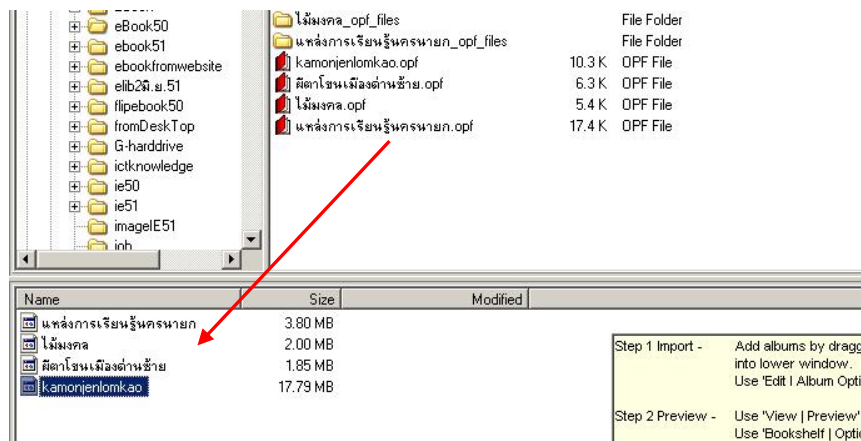 eBook50
ebook51
ebookfromwebsite
elib2มิ.ย.51
flipebook50
fromDeskTop
G-harddrive
ictknowledge
ie50
ie51
imageIE51
ไม้มงคล_opf_files File Folder
แหล่งการเรียนรู้นครนายก_opf_files File Folder
kamonjenlomkao.opf 10.3 K OPF File
ผีตาโขนเมืองด่านซ้าย.opf 6.3 K OPF File
ไม้มงคล.opf 5.4 K OPF File
แหล่งการเรียนรู้นครนายก.opf 17.4 K OPF File
Name Size Modified
แหล่งการเรียนรู้นครนายก 3.80 MB
ไม้มงคล 2.00 MB
ผีตาโขนเมืองด่านซ้าย 1.85 MB
kamonjenlomkao 17.79 MB
Step 1 Import - Add albums by dragg
into lower window.
Use 'Edit | Album Opti
Step 2 Preview - Use 'View | Preview'
Use 'Bookshelf | Optio